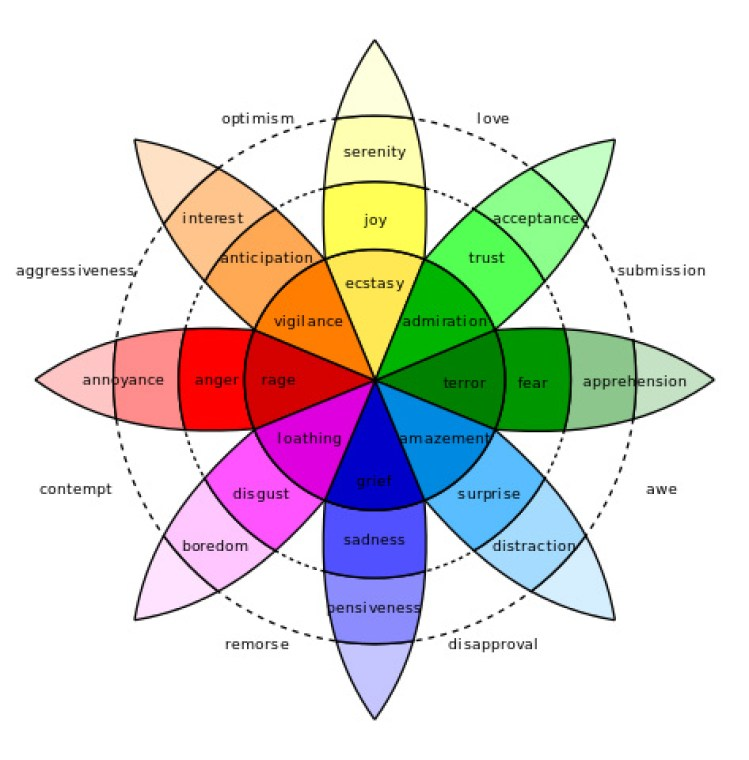 optimism
love
serenity
interest
acceptance
joy
anticipation
trust
aggressiveness
submission
ecstasy
vigilance
admiration
annoyance
anger
rage
terror
fear
apprehension
loathing
amazement
grief
contempt
disgust
surprise
awe
sadness
boredom
distraction
pensiveness
remorse
disapproval